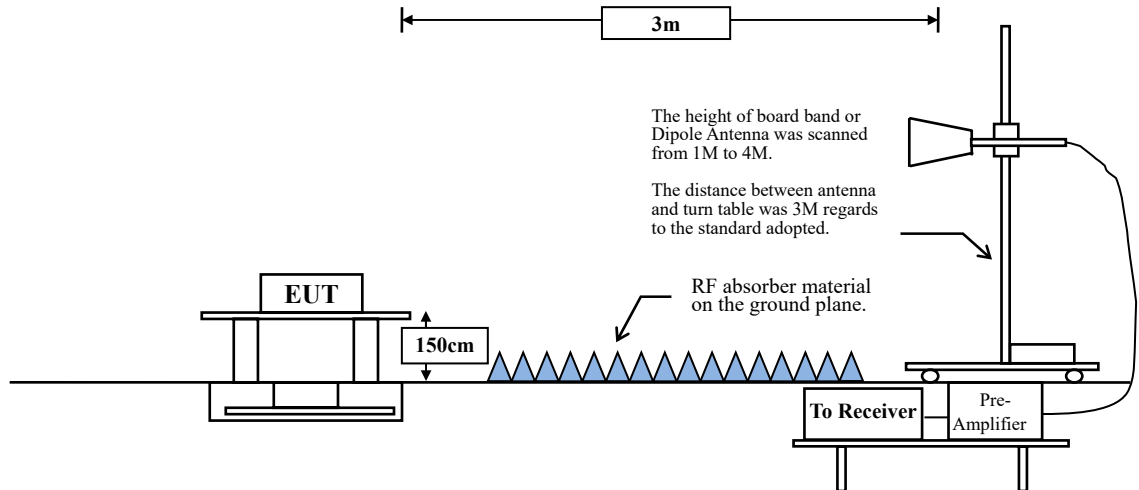 3m
The height of board band or
Dipole Antenna was scanned
from 1M to 4M.
The distance between antenna
and turn table was 3M regards
to the standard adopted.
EUT
RF absorber material
on the ground plane.
150cm
To Receiver
Pre-
Amplifier